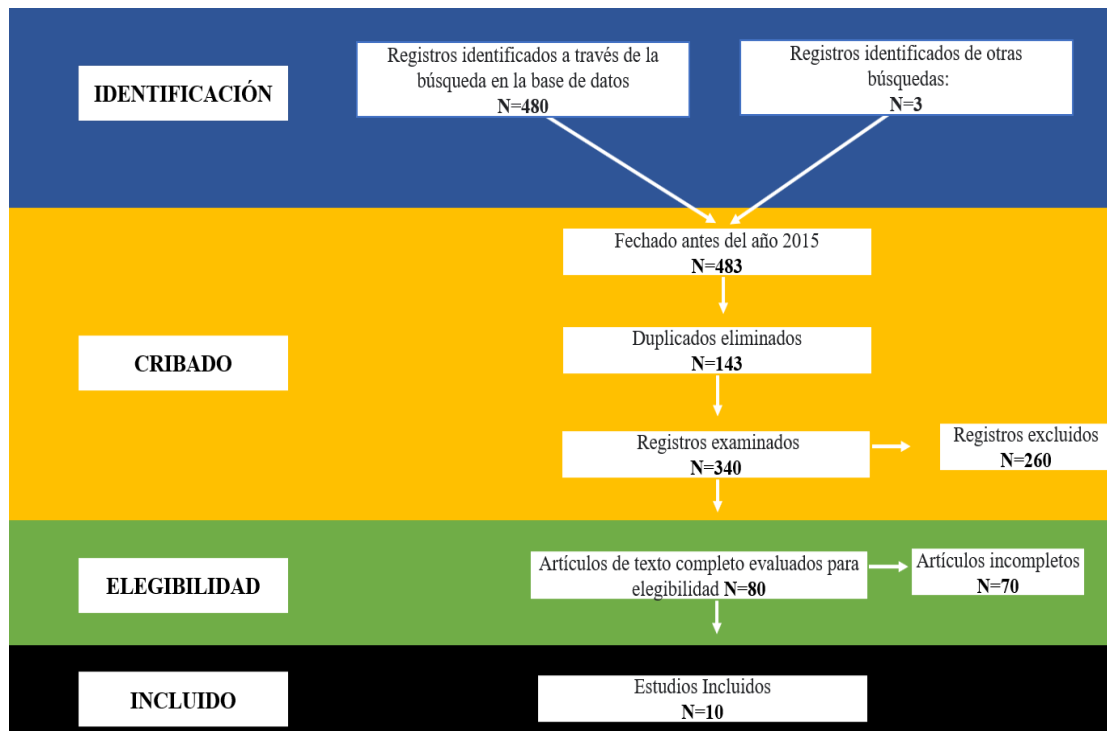 IDENTIFICACIÓN
Registros identificados a través de la
búsqueda en la base de datos
N=480
Registros identificados de otras
búsquedas:
N=3
CRIBADO
Fechado antes del año 2015
N=483
Duplicados eliminados
N=143
Registros examinados
N=340
Registros excluidos
N=260
ELEGIBILIDAD
Artículos de texto completo evaluados para
elegibilidad N=80
Artículos incompletos
N=70
INCLUIDO
Estudios Incluidos
N=10